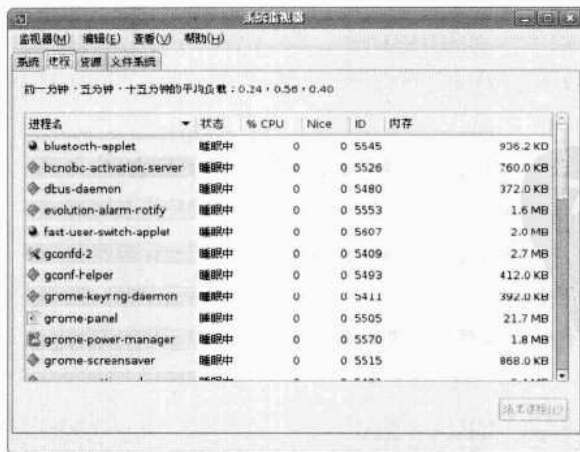 系统监视器
监视器(M) 编辑(E) 查看(V) 帮助(H)
系统 进程 资源 文件系统
前一分钟、五分钟、十五分钟的平均负载：0.24，0.56，0.40
进程名 状态 % CPU Nice ID 内存
bluetooth-applet 睡眠中 0 0 5545 936.2 KB
bonobo-activation-server 睡眠中 0 0 5526 760.0 KB
dbus-daemon 睡眠中 0 0 5480 372.0 KB
evolution-alarm-notify 睡眠中 0 0 5553 1.6 MB
fast-user-switch-applet 睡眠中 0 0 5607 2.0 MB
gconfd-2 睡眠中 0 0 5409 2.7 MB
gconf-helper 睡眠中 0 0 5493 412.0 KB
gnome-keyring-daemon 睡眠中 0 0 5411 392.0 KB
gnome-panel 睡眠中 0 0 5505 21.7 MB
gnome-power-manager 睡眠中 0 0 5570 1.8 MB
gnome-screensaver 睡眠中 0 0 5515 868.0 KB
结束进程(P)